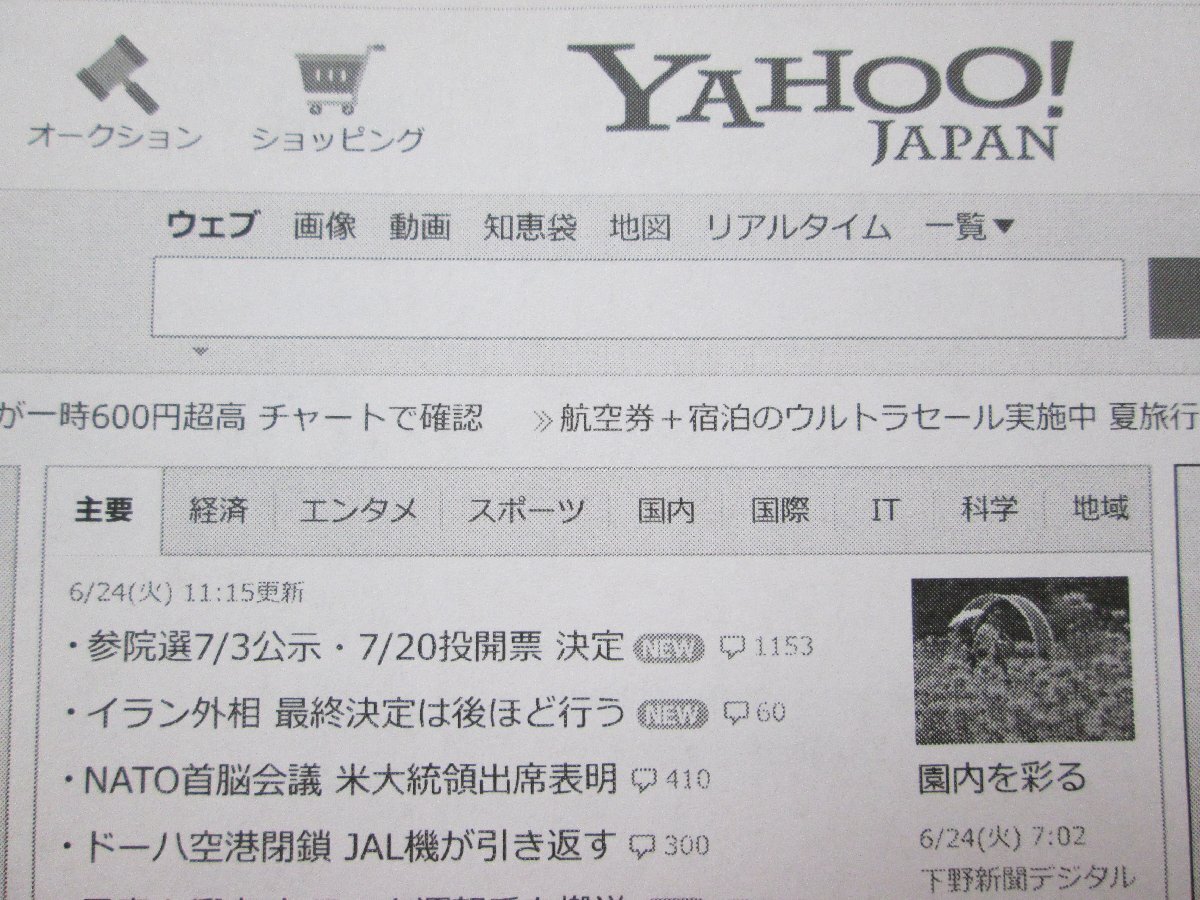 オークション ショッピング YAHOO!
JAPAN
ウェブ 画像 動画 知恵袋 地図 リアルタイム 一覧▼
が一時600円超高 チャートで確認 ≫航空券+宿泊のウルトラセール実施中 夏旅行
主要 経済 エンタメ スポーツ 国内 国際 IT 科学 地域
6/24(火) 11:15更新
・参院選7/3公示・7/20投開票 決定 NEW 1153
・イラン外相 最終決定は後ほど行う NEW 60
・NATO首脳会議 米大統領出席表明 410
・ドーハ空港閉鎖 JAL機が引き返す 300
園内を彩る
6/24(火) 7:02
下野新聞デジタル